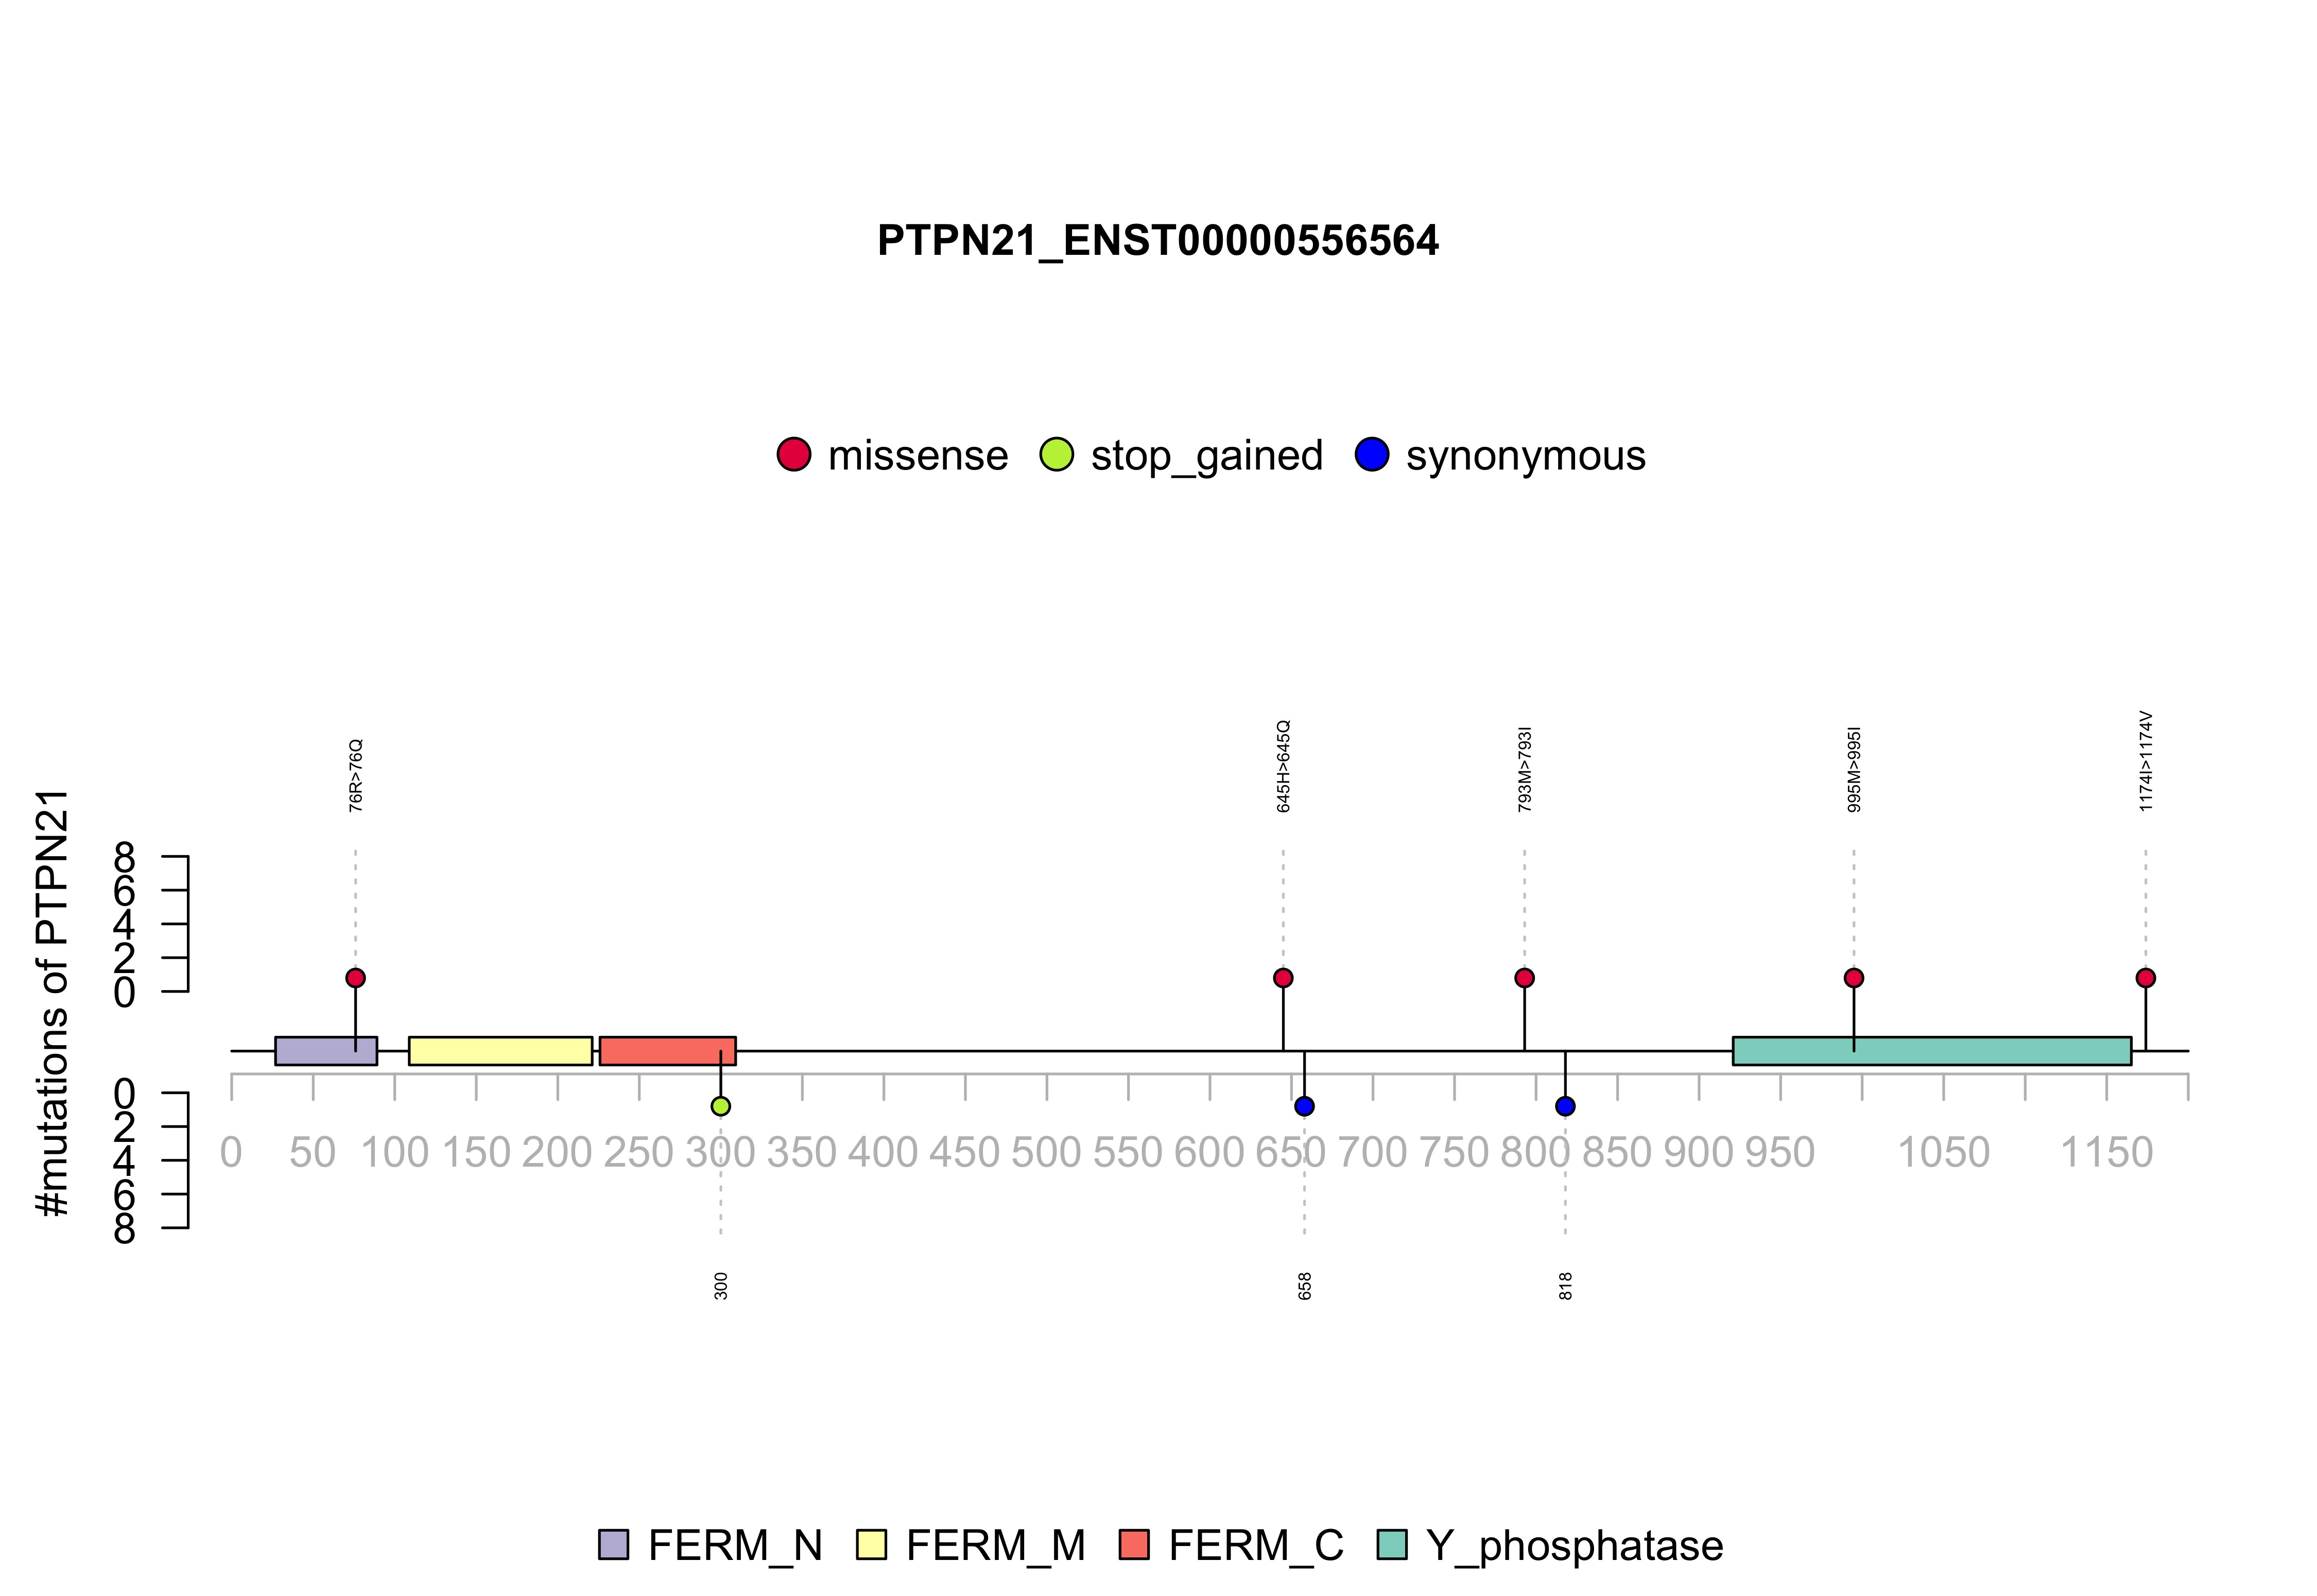 PTPN21_ENST00000556564
missense stop_gained synonymous
76R>76Q 645H>645Q 793M>793I 995M>995I 1174I>1174V
#mutations of PTPN21
8
6
4
2
0
0
2
4
6
8
0 50 100 150 200 250 300 350 400 450 500 550 600 650 700 750 800 850 900 950 1050 1150
300 658 818
FERM_N FERM_M FERM_C Y_phosphatase